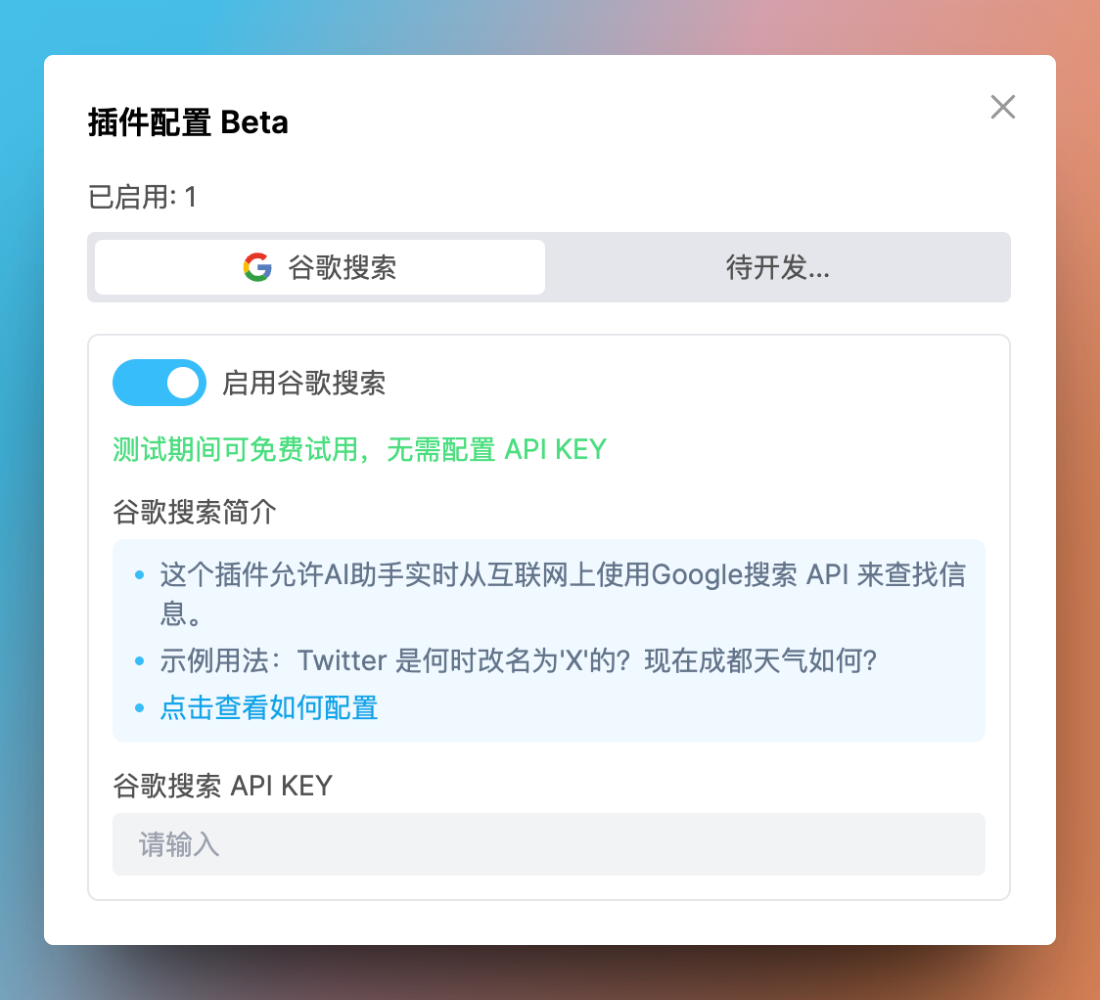 插件配置 Beta
已启用: 1
谷歌搜索
待开发...
启用谷歌搜索
测试期间可免费试用，无需配置 API KEY
谷歌搜索简介
这个插件允许AI助手实时从互联网上使用Google搜索 API 来查找信
息。
示例用法：Twitter 是何时改名为'X'的？现在成都天气如何？
点击查看如何配置
谷歌搜索 API KEY
请输入